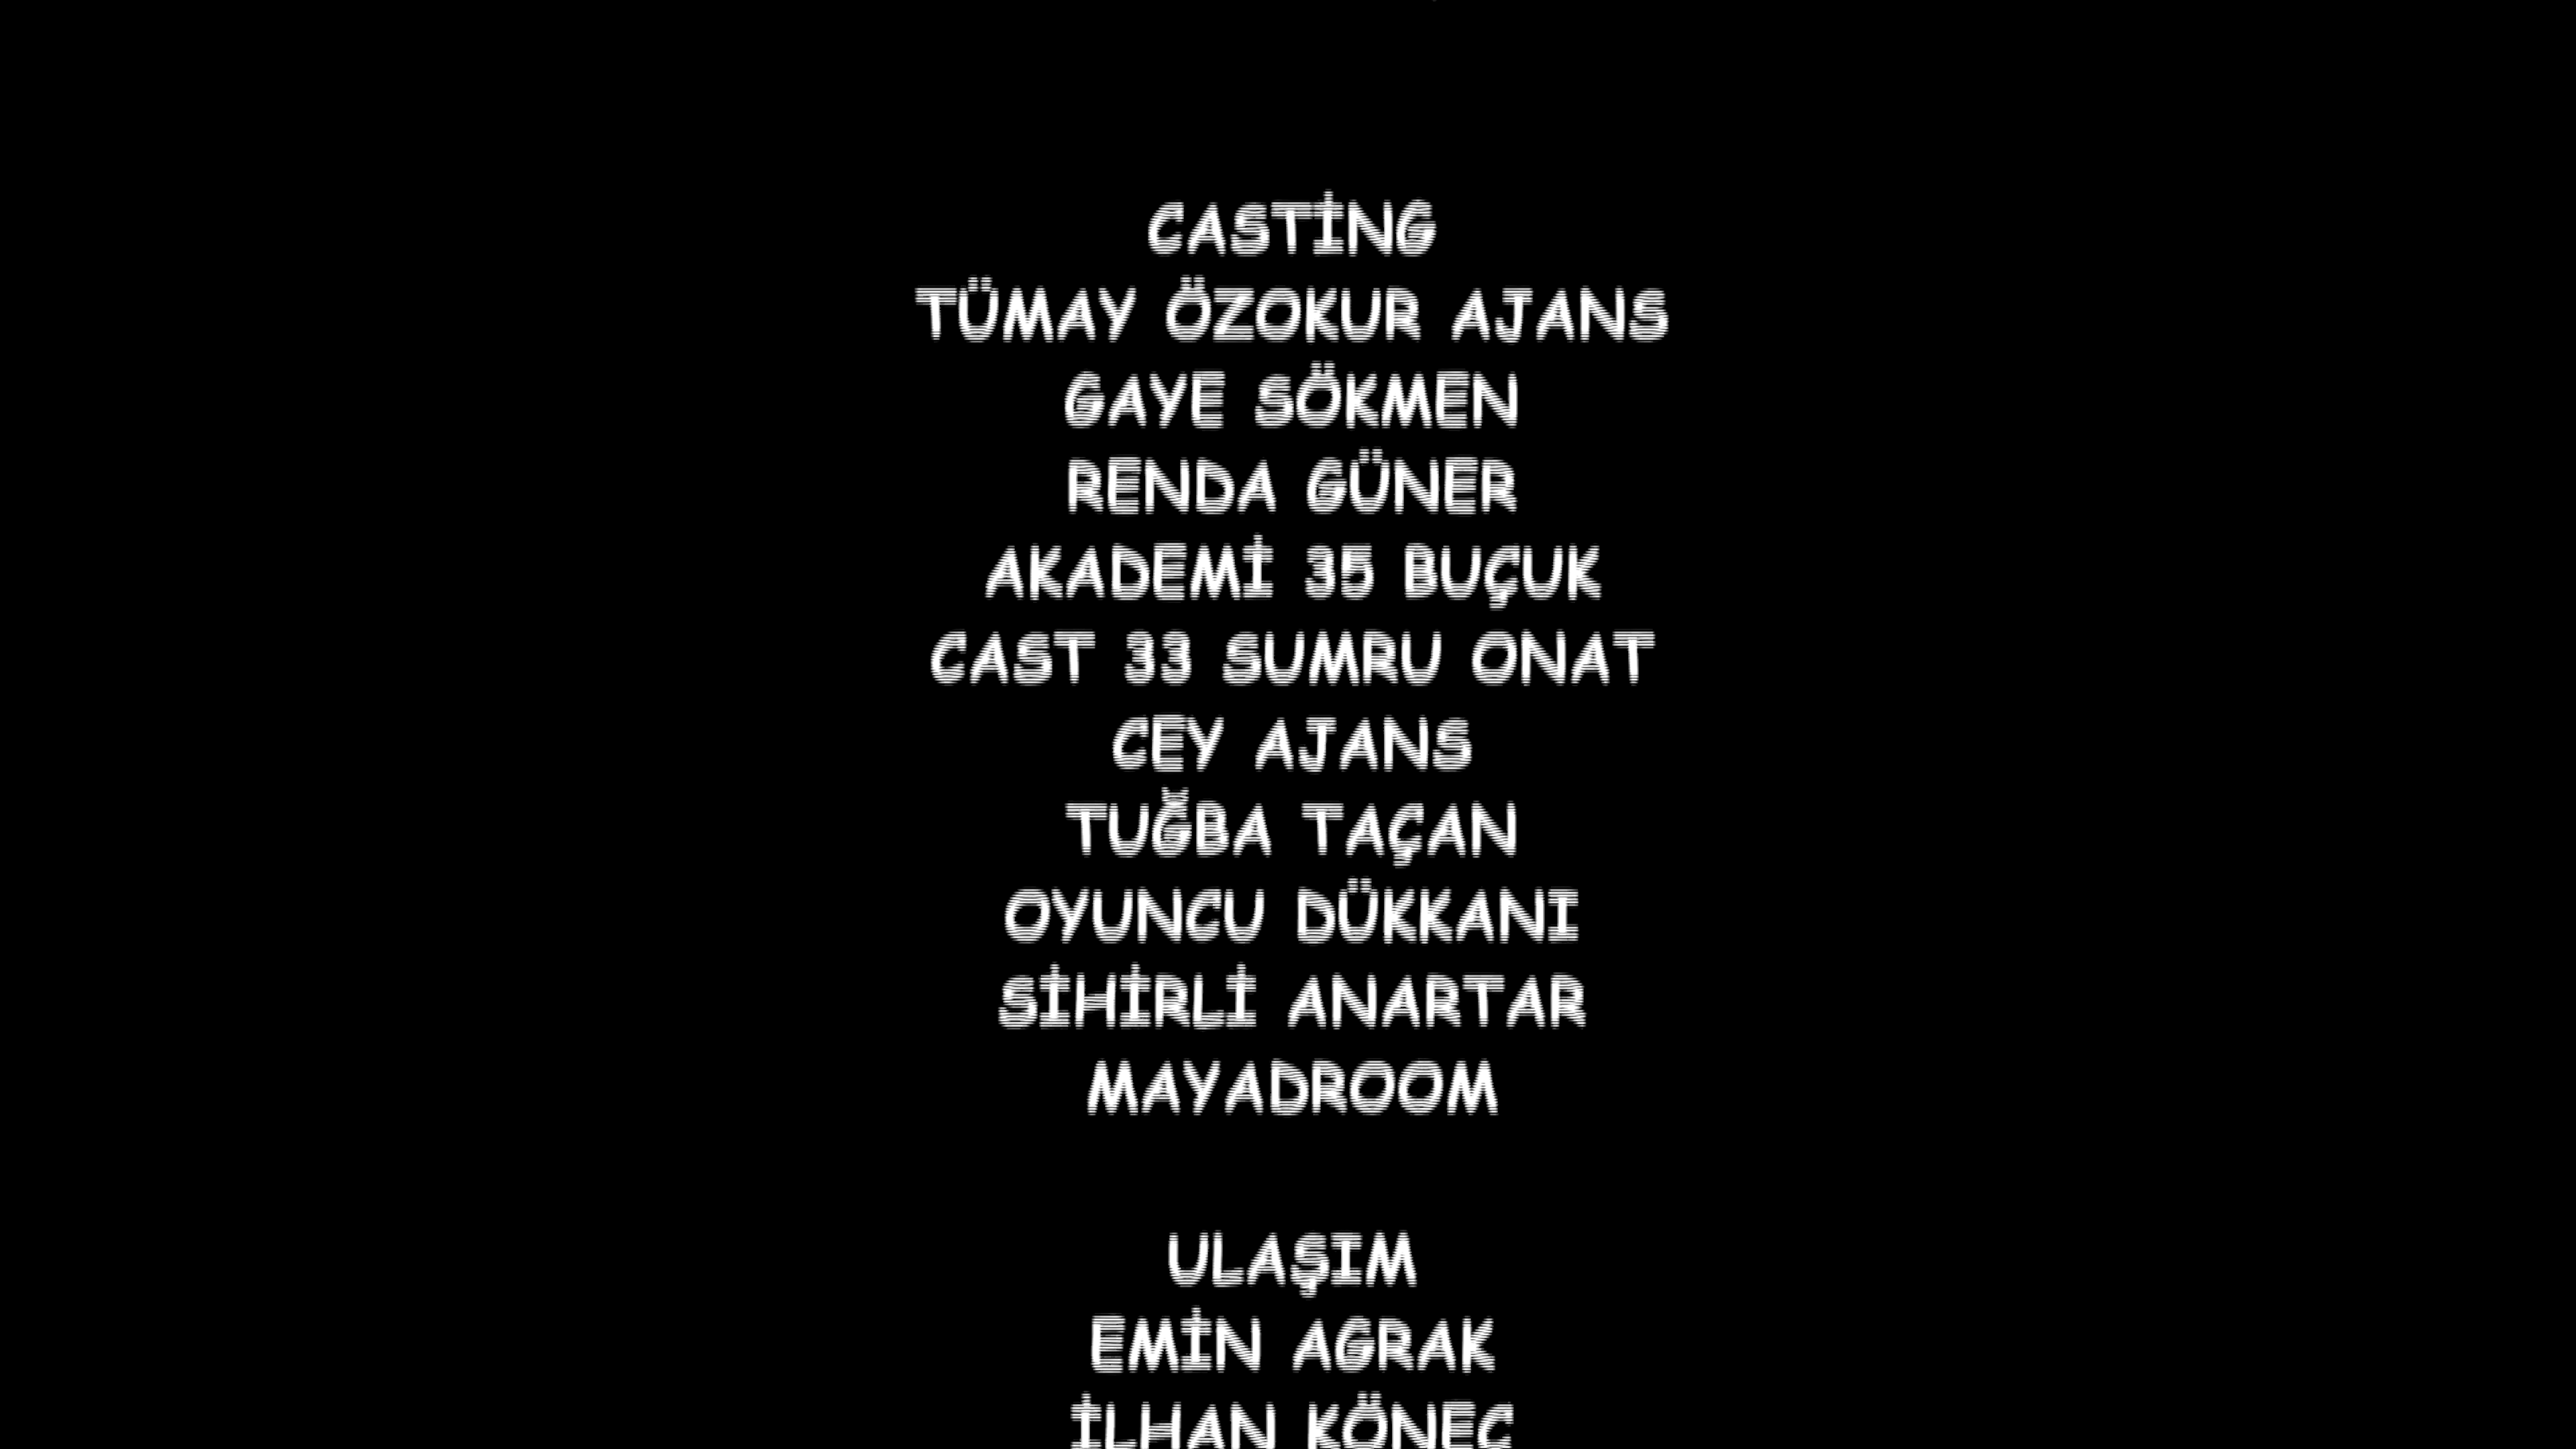 CASTİNG
TÜMAY ÖZOKUR AJANS
GAYE SÖKMEN
RENDA GÜNER
AKADEMİ 35 BUÇUK
CAST 33 SUMRU ONAT
CEY AJANS
TUĞBA TAÇAN
OYUNCU DÜKKANI
SİHİRLİ ANARTAR
MAYADROOM
ULAŞIM
EMİN AGRAK
İLHAN